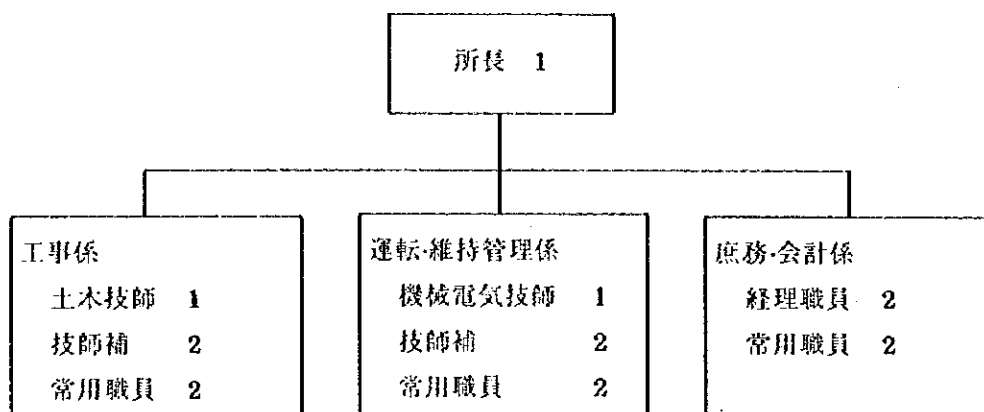 所長 1
工事係
土木技師 1
技師補 2
常用職員 2
運転·維持管理係
機械電気技師 1
技師補 2
常用職員 2
庶務·会計係
経理職員 2
常用職員 2